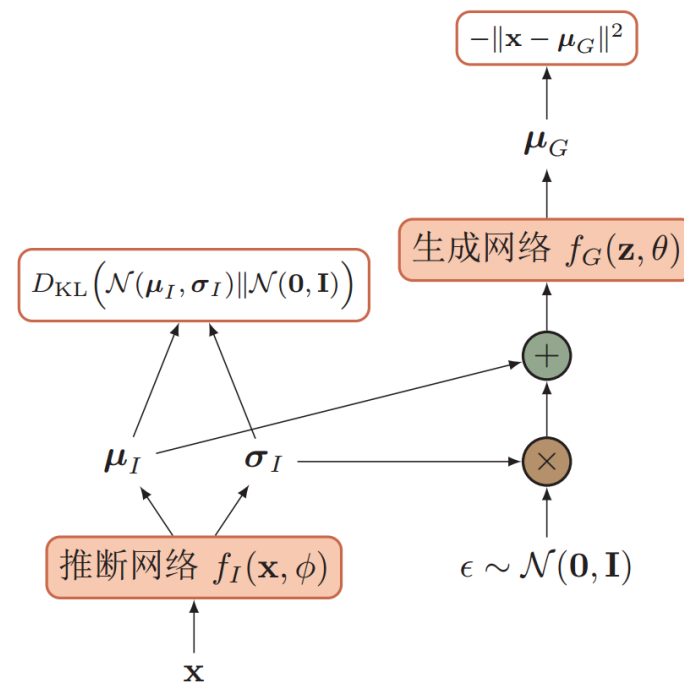 −‖x − μ_G‖²
μ_G
生成网络 f_G(z, θ)
D_KL(𝒩(μ_I, σ_I)‖𝒩(0, I))
+
μ_I
σ_I
×
推断网络 f_I(x, ϕ)
ϵ ∼ 𝒩(0, I)
x